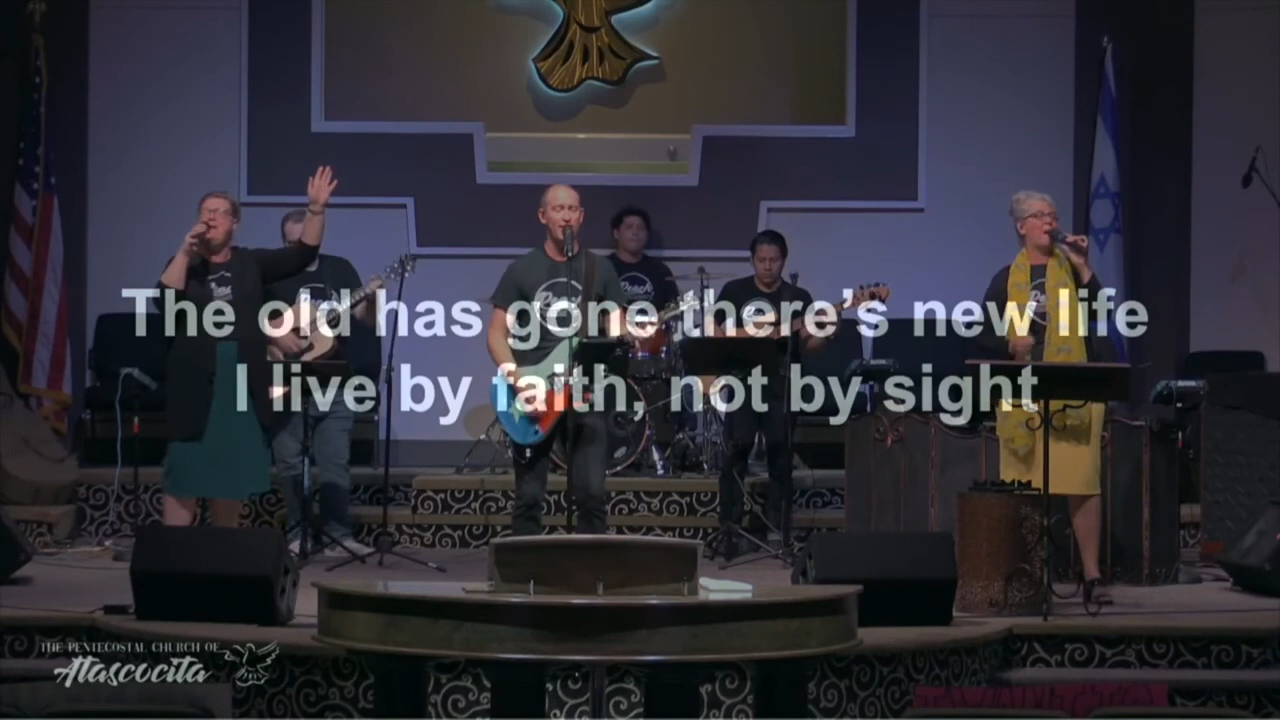 The old has gone there's new life
I live by faith, not by sight
THE PENTECOSTAL CHURCH OF
Atascocita